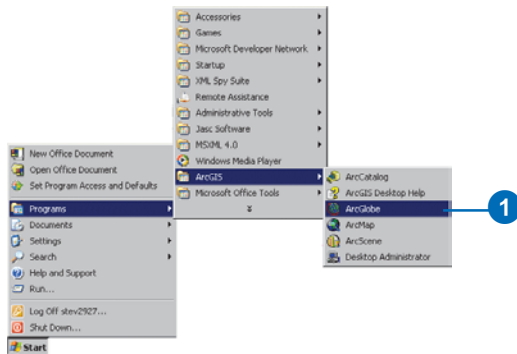 Accessories
Games
Microsoft Developer Network
Startup
XML Spy Suite
Remote Assistance
Administrative Tools
Jasc Software
MSXML 4.0
Windows Media Player
ArcGIS
Microsoft Office Tools
New Office Document
Open Office Document
Set Program Access and Defaults
Programs
Documents
Settings
Search
Help and Support
Run...
Log Off stev2927...
Shut Down...
Start
ArcCatalog
ArcGIS Desktop Help
ArcGlobe
ArcMap
ArcScene
Desktop Administrator
1